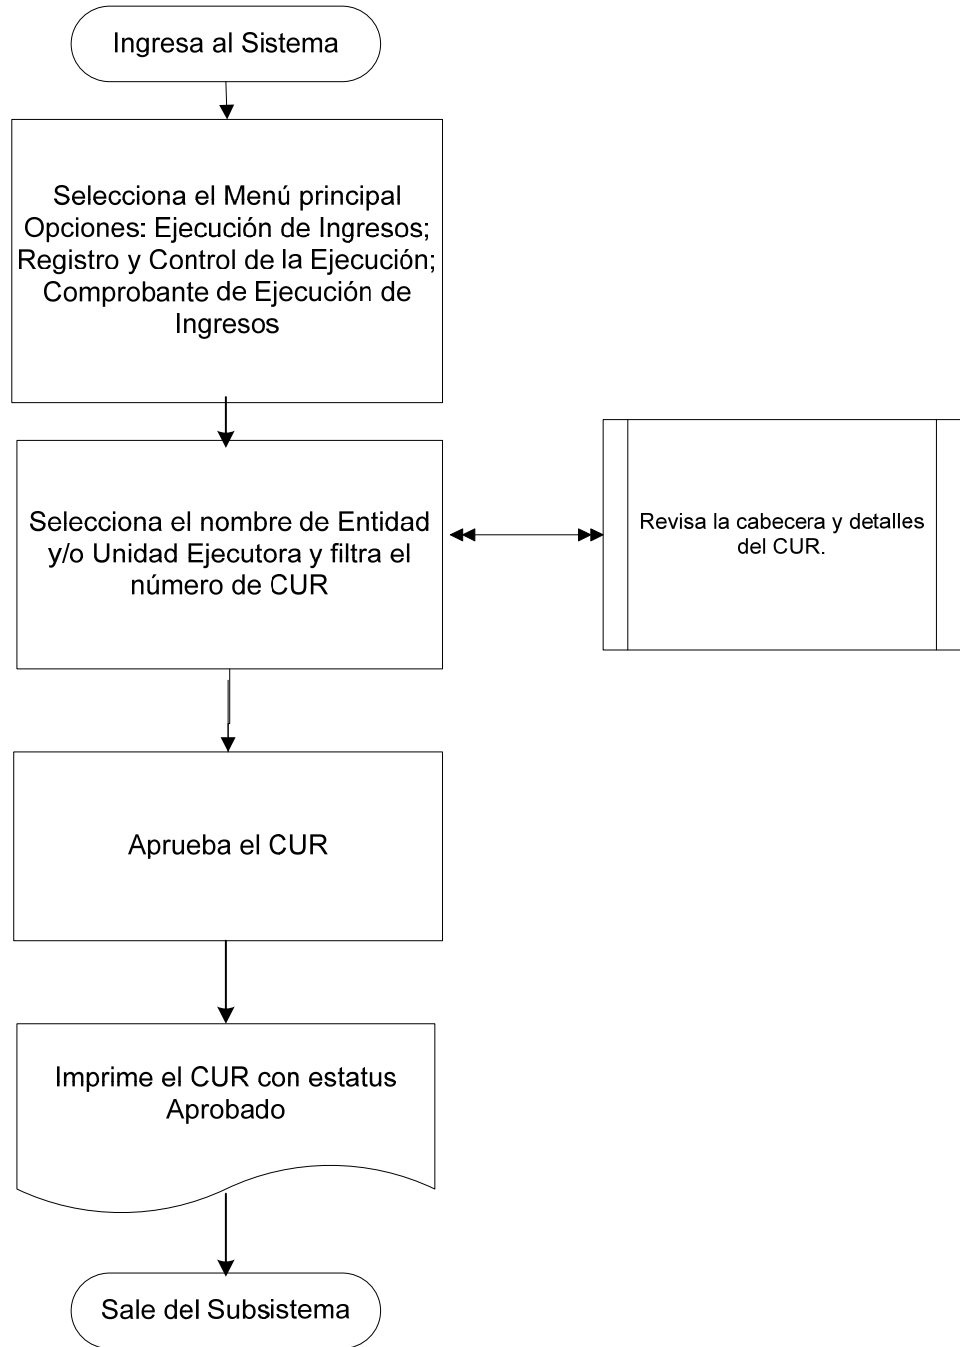 Ingresa al Sistema
Selecciona el Menú principal
Opciones: Ejecución de Ingresos;
Registro y Control de la Ejecución;
Comprobante de Ejecución de
Ingresos
Selecciona el nombre de Entidad
y/o Unidad Ejecutora y filtra el
número de CUR
Revisa la cabecera y detalles
del CUR.
Aprueba el CUR
Imprime el CUR con estatus
Aprobado
Sale del Subsistema